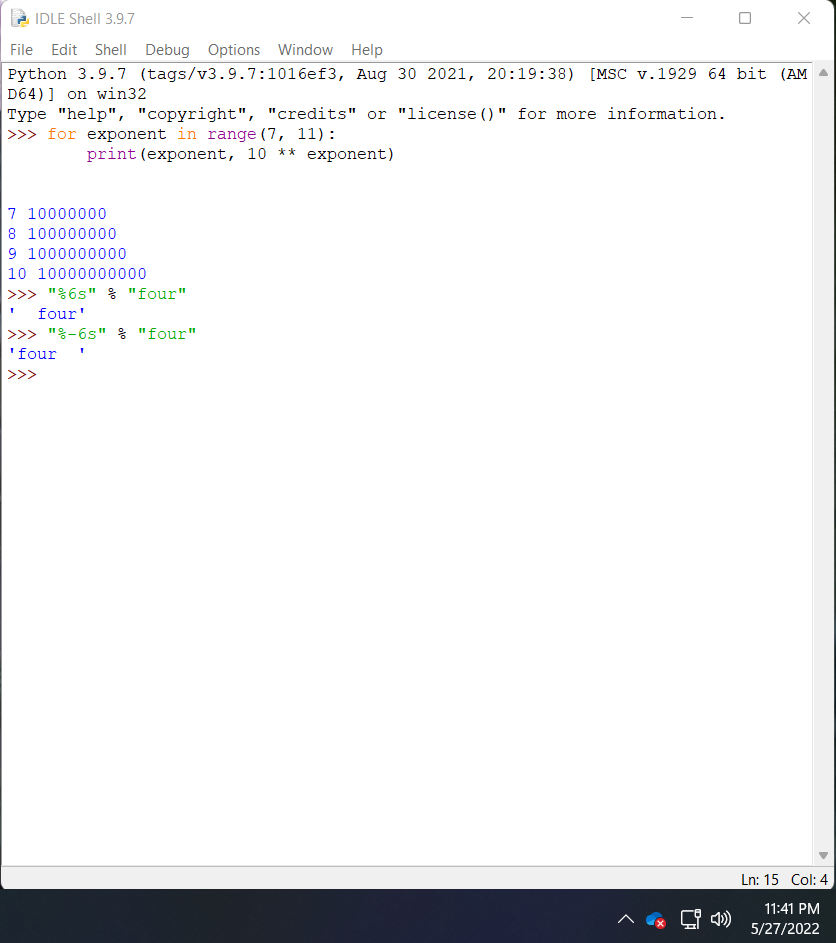 IDLE Shell 3.9.7
File Edit Shell Debug Options Window Help
Python 3.9.7 (tags/v3.9.7:1016ef3, Aug 30 2021, 20:19:38) [MSC v.1929 64 bit (AM
D64)] on win32
Type "help", "copyright", "credits" or "license()" for more information.
>>> for exponent in range(7, 11):
        print(exponent, 10 ** exponent)
7 10000000
8 100000000
9 1000000000
10 10000000000
>>> "%6s" % "four"
'  four'
>>> "%-6s" % "four"
'four  '
>>>
Ln: 15 Col: 4
11:41 PM
5/27/2022